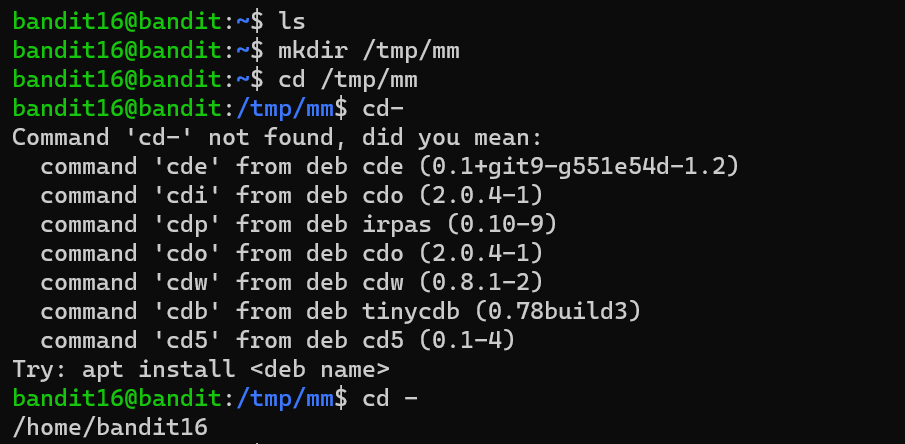 bandit16@bandit:~$ ls
bandit16@bandit:~$ mkdir /tmp/mm
bandit16@bandit:~$ cd /tmp/mm
bandit16@bandit:/tmp/mm$ cd-
Command 'cd-' not found, did you mean:
  command 'cde' from deb cde (0.1+git9-g551e54d-1.2)
  command 'cdi' from deb cdo (2.0.4-1)
  command 'cdp' from deb irpas (0.10-9)
  command 'cdo' from deb cdo (2.0.4-1)
  command 'cdw' from deb cdw (0.8.1-2)
  command 'cdb' from deb tinycdb (0.78build3)
  command 'cd5' from deb cd5 (0.1-4)
Try: apt install <deb name>
bandit16@bandit:/tmp/mm$ cd -
/home/bandit16